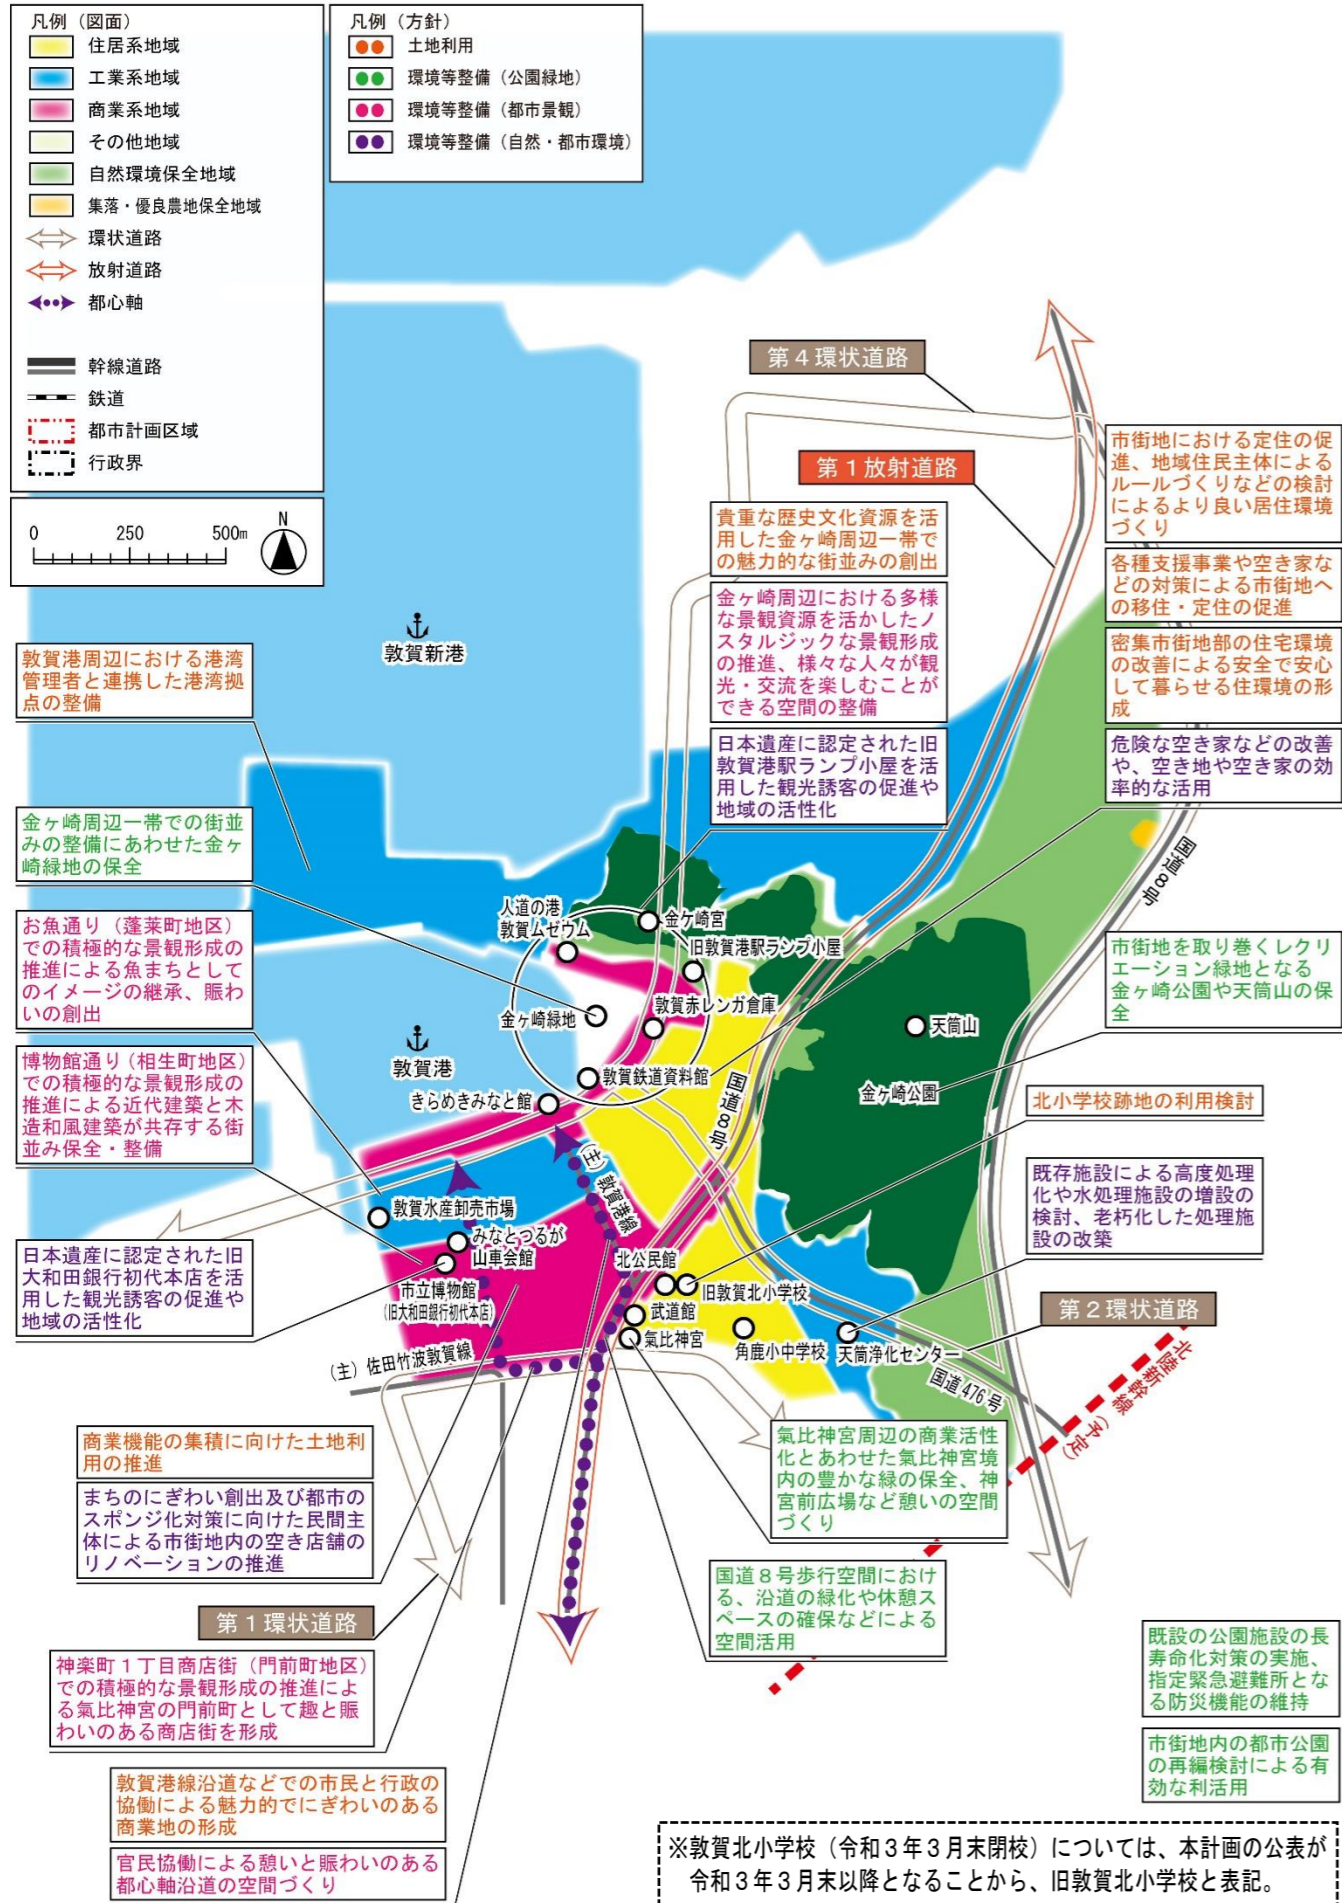 凡例（図面）
住居系地域
工業系地域
商業系地域
その他地域
自然環境保全地域
集落・優良農地保全地域
環状道路
放射道路
都心軸
幹線道路
鉄道
都市計画区域
行政界
凡例（方針）
土地利用
環境等整備（公園緑地）
環境等整備（都市景観）
環境等整備（自然・都市環境）
0 250 500m
N
第４環状道路
第１放射道路
市街地における定住の促
進、地域住民主体による
ルールづくりなどの検討
によるより良い居住環境
づくり
各種支援事業や空き家な
どの対策による市街地へ
の移住・定住の促進
密集市街地部の住宅環境
の改善による安全で安心
して暮らせる住環境の形
成
危険な空き家などの改善
や、空き地や空き家の効
率的な活用
貴重な歴史文化資源を活
用した金ヶ崎周辺一帯で
の魅力的な街並みの創出
金ヶ崎周辺における多様
な景観資源を活かしたノ
スタルジックな景観形成
の推進、様々な人々が観
光・交流を楽しむことが
できる空間の整備
日本遺産に認定された旧
敦賀港駅ランプ小屋を活
用した観光誘客の促進や
地域の活性化
敦賀新港
敦賀港周辺における港湾
管理者と連携した港湾拠
点の整備
金ヶ崎周辺一帯での街並
みの整備にあわせた金ヶ
崎緑地の保全
お魚通り（蓬莱町地区）
での積極的な景観形成の
推進による魚まちとして
のイメージの継承、賑わ
いの創出
博物館通り（相生町地区）
での積極的な景観形成の
推進による近代建築と木
造和風建築が共存する街
並み保全・整備
日本遺産に認定された旧
大和田銀行初代本店を活
用した観光誘客の促進や
地域の活性化
人道の港
敦賀ムゼウム
金ケ崎宮
旧敦賀港駅ランプ小屋
敦賀赤レンガ倉庫
金ヶ崎緑地
敦賀港
敦賀鉄道資料館
きらめきみなと館
天筒山
金ヶ崎公園
国道８号
国道８号
市街地を取り巻くレクリ
エーション緑地となる
金ヶ崎公園や天筒山の保
全
北小学校跡地の利用検討
既存施設による高度処理
化や水処理施設の増設の
検討、老朽化した処理施
設の改築
（主）敦賀港線
敦賀水産卸売市場
みなとつるが
山車会館
市立博物館
（旧大和田銀行初代本店）
北公民館
旧敦賀北小学校
武道館
氣比神宮
角鹿小中学校
天筒浄化センター
（主）佐田竹波敦賀線
国道476号
第２環状道路
北陸新幹線（予定）
商業機能の集積に向けた土地利
用の推進
まちのにぎわい創出及び都市の
スポンジ化対策に向けた民間主
体による市街地内の空き店舗の
リノベーションの推進
第１環状道路
氣比神宮周辺の商業活性
化とあわせた氣比神宮境
内の豊かな緑の保全、神
宮前広場など憩いの空間
づくり
国道８号歩行空間におけ
る、沿道の緑化や休憩ス
ペースの確保などによる
空間活用
神楽町１丁目商店街（門前町地区）
での積極的な景観形成の推進によ
る氣比神宮の門前町として趣と賑
わいのある商店街を形成
敦賀港線沿道などでの市民と行政の
協働による魅力的でにぎわいのある
商業地の形成
官民協働による憩いと賑わいのある
都心軸沿道の空間づくり
既設の公園施設の長
寿命化対策の実施、
指定緊急避難所とな
る防災機能の維持
市街地内の都市公園
の再編検討による有
効な利活用
※敦賀北小学校（令和３年３月末閉校）については、本計画の公表が
令和３年３月末以降となることから、旧敦賀北小学校と表記。